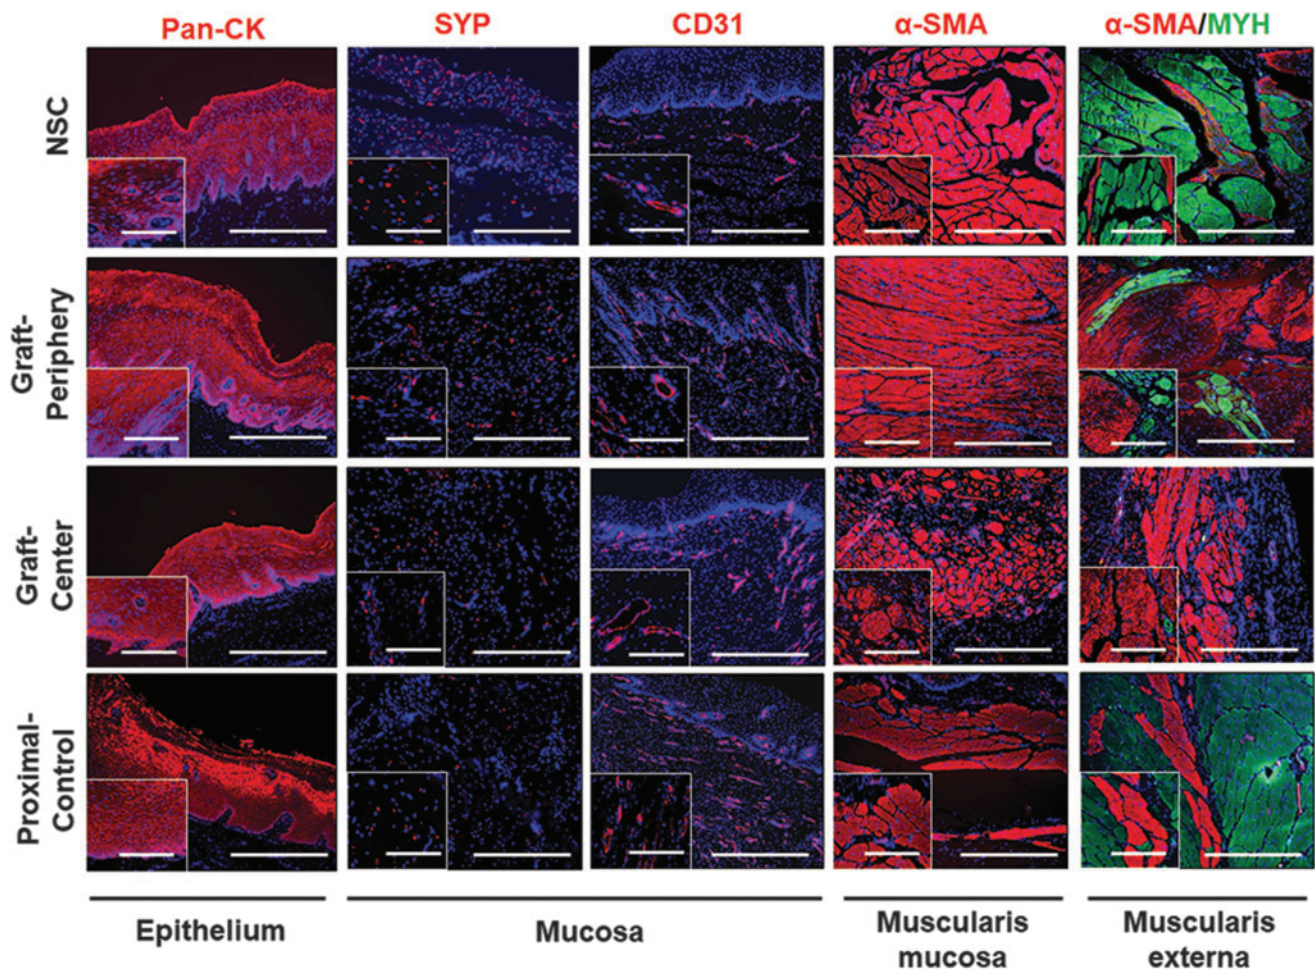 Pan-CK SYP CD31 α-SMA α-SMA/MYH
NSC
Graft-
Periphery
Graft-
Center
Proximal-
Control
Epithelium Mucosa Muscularis mucosa Muscularis externa